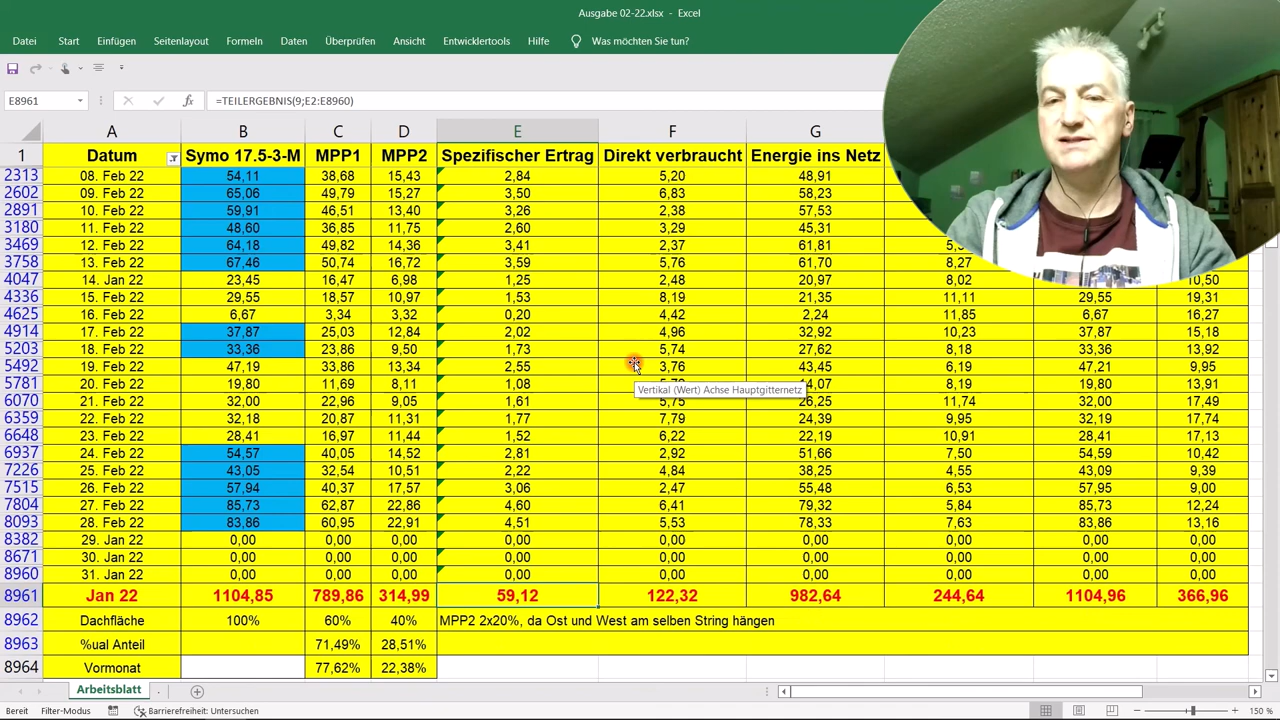 Ausgabe 02-22.xlsx - Excel
Datei Start Einfügen Seitenlayout Formeln Daten Überprüfen Ansicht Entwicklertools Hilfe Was möchten Sie tun?
E8961 fx =TEILERGEBNIS(9;E2:E8960)
A B C D E F G
1 Datum Symo 17.5-3-M MPP1 MPP2 Spezifischer Ertrag Direkt verbraucht Energie ins Netz
2313 08. Feb 22 54,11 38,68 15,43 2,84 5,20 48,91
2602 09. Feb 22 65,06 49,79 15,27 3,50 6,83 58,23
2891 10. Feb 22 59,91 46,51 13,40 3,26 2,38 57,53
3180 11. Feb 22 48,60 36,85 11,75 2,60 3,29 45,31
3469 12. Feb 22 64,18 49,82 14,36 3,41 2,37 61,81
3758 13. Feb 22 67,46 50,74 16,72 3,59 5,76 61,70 8,27
4047 14. Jan 22 23,45 16,47 6,98 1,25 2,48 20,97 8,02 10,50
4336 15. Feb 22 29,55 18,57 10,97 1,53 8,19 21,35 11,11 29,55 19,31
4625 16. Feb 22 6,67 3,34 3,32 0,20 4,42 2,24 11,85 6,67 16,27
4914 17. Feb 22 37,87 25,03 12,84 2,02 4,96 32,92 10,23 37,87 15,18
5203 18. Feb 22 33,36 23,86 9,50 1,73 5,74 27,62 8,18 33,36 13,92
5492 19. Feb 22 47,19 33,86 13,34 2,55 3,76 43,45 6,19 47,21 9,95
5781 20. Feb 22 19,80 11,69 8,11 1,08 8,19 19,80 13,91
Vertikal (Wert) Achse Hauptgitternetz
6070 21. Feb 22 32,00 22,96 9,05 1,61 5,75 26,25 11,74 32,00 17,49
6359 22. Feb 22 32,18 20,87 11,31 1,77 7,79 24,39 9,95 32,18 17,74
6648 23. Feb 22 28,41 16,97 11,44 1,52 6,22 22,19 10,91 28,41 17,13
6937 24. Feb 22 54,57 40,05 14,52 2,81 2,92 51,66 7,50 54,59 10,42
7226 25. Feb 22 43,05 32,54 10,51 2,22 4,84 38,25 4,55 43,09 9,39
7515 26. Feb 22 57,94 40,37 17,57 3,06 2,47 55,48 6,53 57,95 9,00
7804 27. Feb 22 85,73 62,87 22,86 4,60 6,41 79,32 5,83 85,73 12,24
8093 28. Feb 22 83,86 60,95 22,91 4,51 5,53 78,33 7,63 83,86 13,16
8382 29. Jan 22 0,00 0,00 0,00 0,00 0,00 0,00 0,00 0,00 0,00
8671 30. Jan 22 0,00 0,00 0,00 0,00 0,00 0,00 0,00 0,00 0,00
8960 31. Jan 22 0,00 0,00 0,00 0,00 0,00 0,00 0,00 0,00 0,00
8961 Jan 22 1104,85 789,86 314,99 59,12 122,32 982,64 244,64 1104,96 366,96
8962 Dachfläche 100% 60% 40% MPP2 2x20%, da Ost und West am selben String hängen
8963 %ual Anteil 71,49% 28,51%
8964 Vormonat 77,62% 22,38%
Arbeitsblatt
Bereit Filter-Modus Barrierefreiheit: Untersuchen 150 %